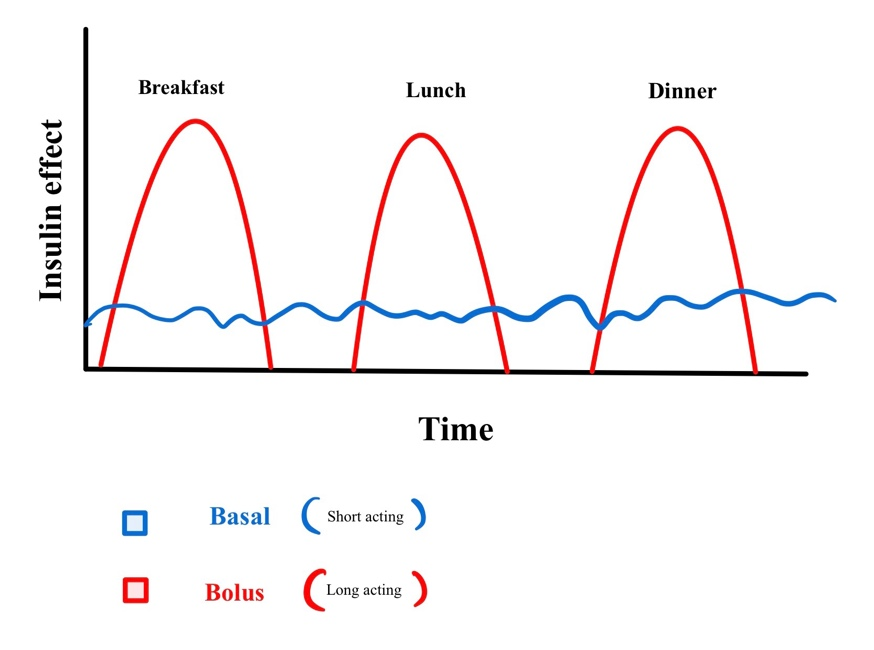 Breakfast
Lunch
Dinner
Insulin effect
Time
Basal ( Short acting )
Bolus ( Long acting )